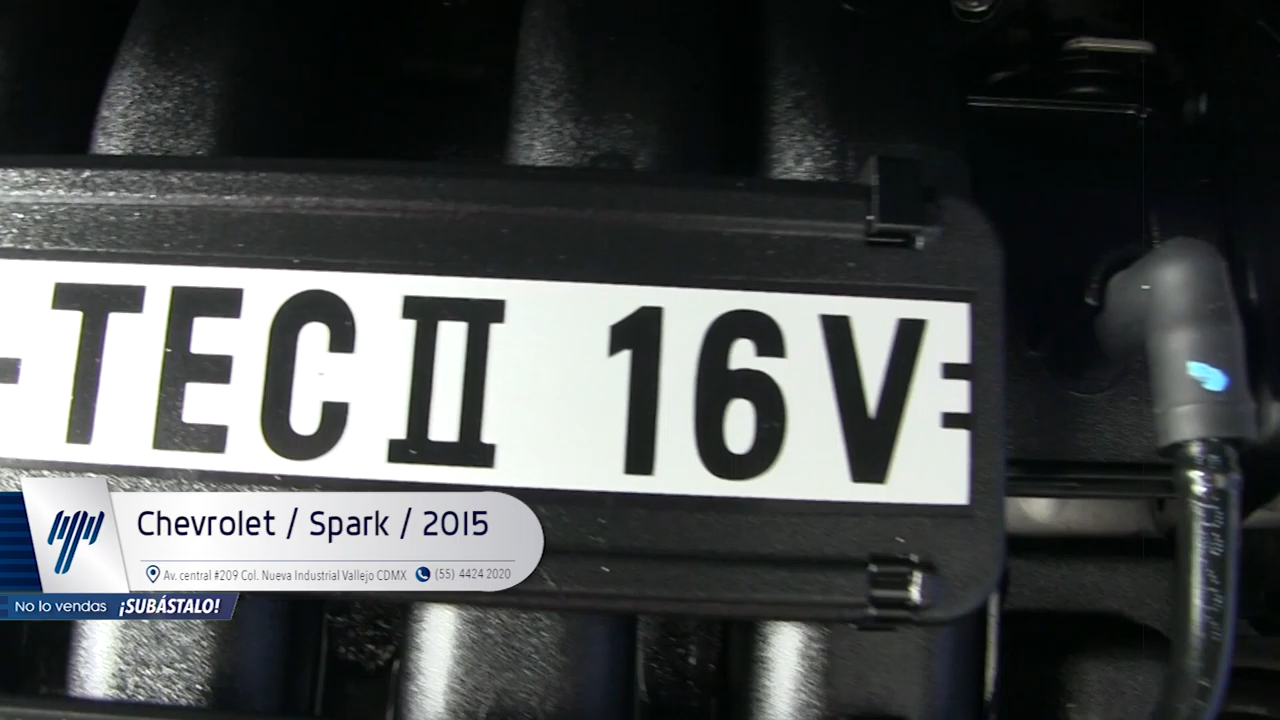 -TEC II 16V
Chevrolet / Spark / 2015
Av. central #209 Col. Nueva Industrial Vallejo CDMX (55) 4424 2020
No lo vendas ¡SUBÁSTALO!